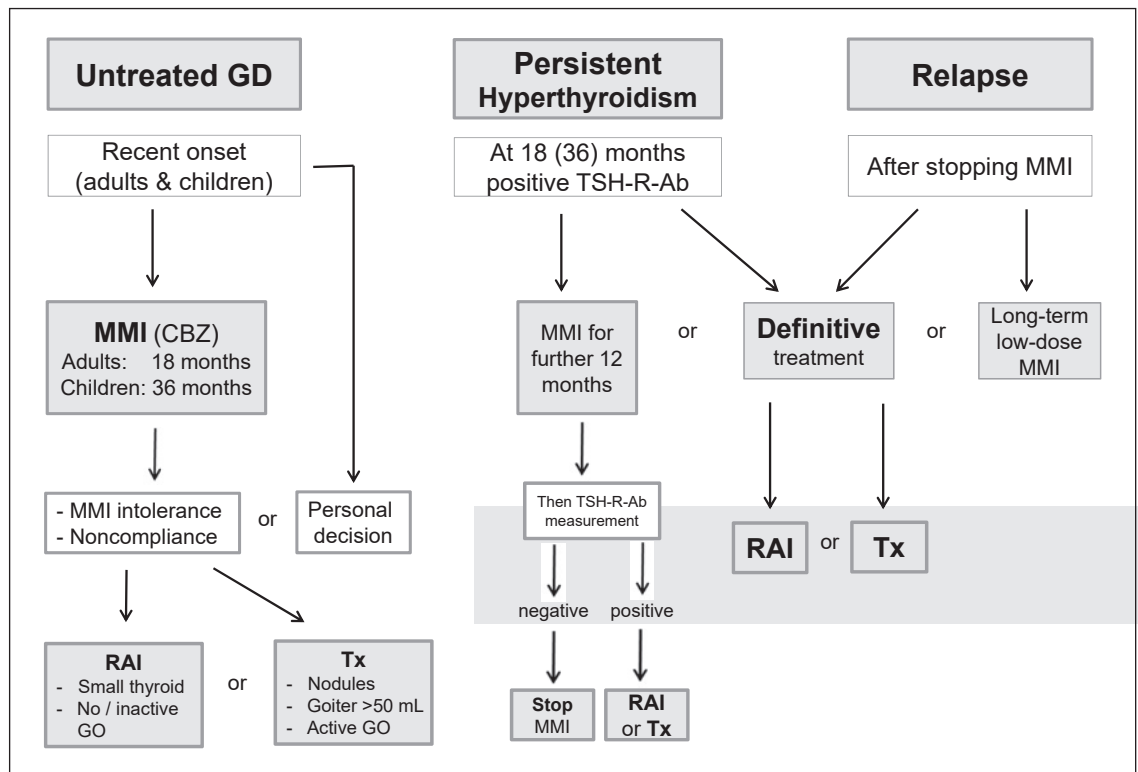 Untreated GD
Recent onset
(adults & children)
MMI (CBZ)
Adults: 18 months
Children: 36 months
- MMI intolerance
- Noncompliance
or
Personal
decision
RAI
- Small thyroid
- No / inactive
GO
or
Tx
- Nodules
- Goiter >50 mL
- Active GO
Persistent
Hyperthyroidism
At 18 (36) months
positive TSH-R-Ab
MMI for
further 12
months
or
Then TSH-R-Ab
measurement
negative
positive
Stop
MMI
RAI
or Tx
Relapse
After stopping MMI
Definitive
treatment
or
Long-term
low-dose
MMI
RAI
or
Tx